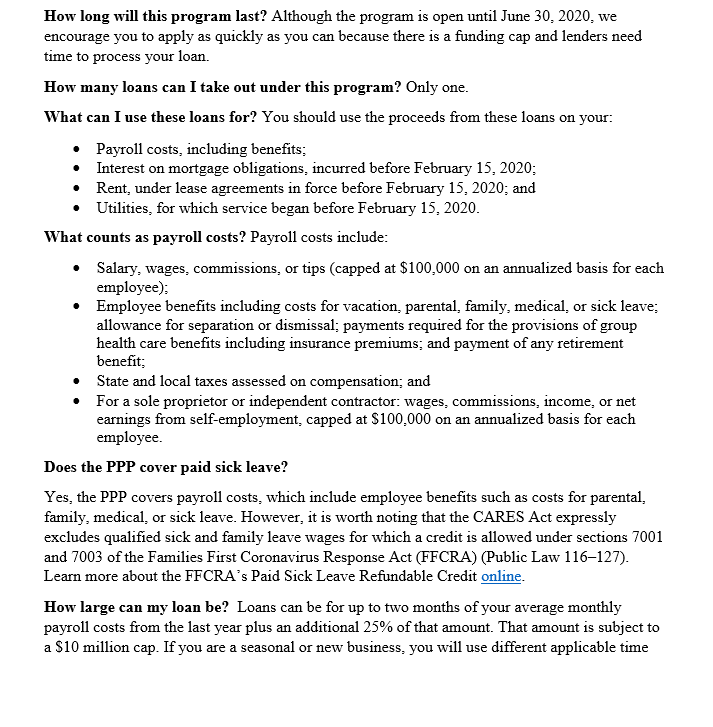 How long will this program last? Although the program is open until June 30, 2020, we
encourage you to apply as quickly as you can because there is a funding cap and lenders need
time to process your loan.
How many loans can I take out under this program? Only one.
What can I use these loans for? You should use the proceeds from these loans on your:
• Payroll costs, including benefits;
• Interest on mortgage obligations, incurred before February 15, 2020;
• Rent, under lease agreements in force before February 15, 2020; and
• Utilities, for which service began before February 15, 2020.
What counts as payroll costs? Payroll costs include:
• Salary, wages, commissions, or tips (capped at $100,000 on an annualized basis for each
employee);
• Employee benefits including costs for vacation, parental, family, medical, or sick leave;
allowance for separation or dismissal; payments required for the provisions of group
health care benefits including insurance premiums; and payment of any retirement
benefit;
• State and local taxes assessed on compensation; and
• For a sole proprietor or independent contractor: wages, commissions, income, or net
earnings from self-employment, capped at $100,000 on an annualized basis for each
employee.
Does the PPP cover paid sick leave?
Yes, the PPP covers payroll costs, which include employee benefits such as costs for parental,
family, medical, or sick leave. However, it is worth noting that the CARES Act expressly
excludes qualified sick and family leave wages for which a credit is allowed under sections 7001
and 7003 of the Families First Coronavirus Response Act (FFCRA) (Public Law 116–127).
Learn more about the FFCRA’s Paid Sick Leave Refundable Credit online.
How large can my loan be? Loans can be for up to two months of your average monthly
payroll costs from the last year plus an additional 25% of that amount. That amount is subject to
a $10 million cap. If you are a seasonal or new business, you will use different applicable time